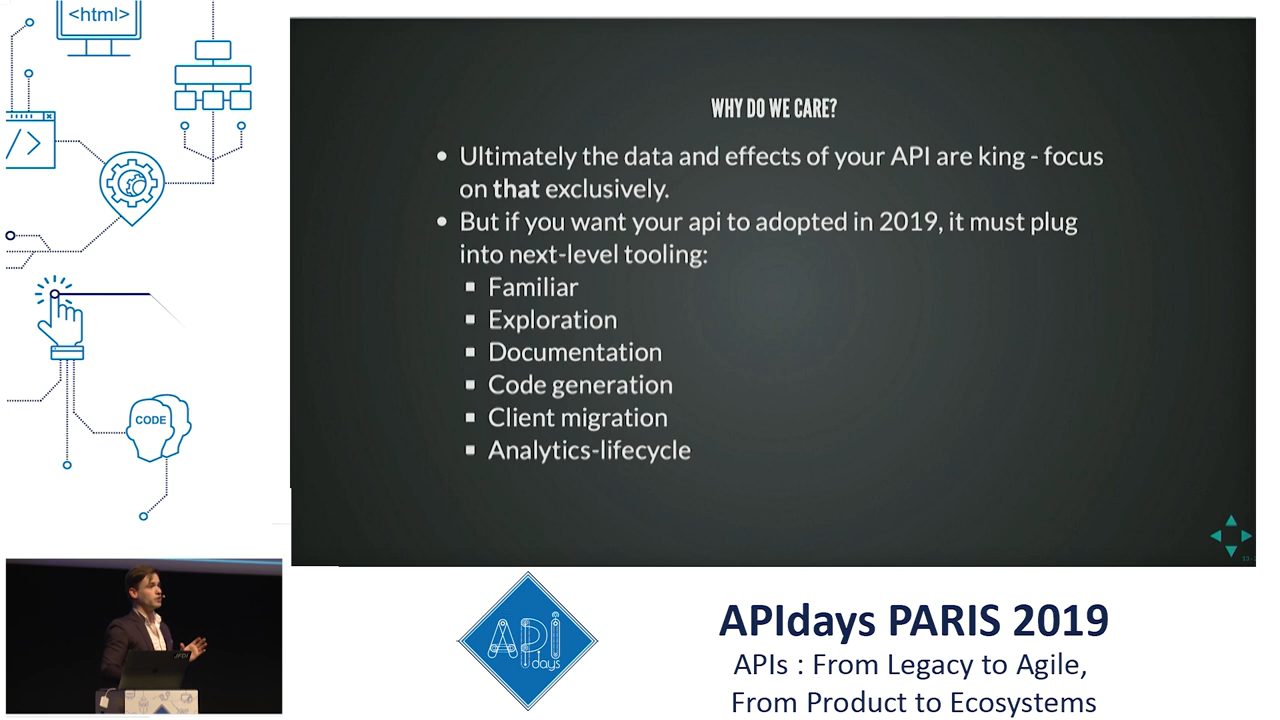 <html>
</>
CODE
WHY DO WE CARE?
• Ultimately the data and effects of your API are king - focus
on that exclusively.
• But if you want your api to adopted in 2019, it must plug
into next-level tooling:
▪ Familiar
▪ Exploration
▪ Documentation
▪ Code generation
▪ Client migration
▪ Analytics-lifecycle
API
days
APIdays PARIS 2019
APIs : From Legacy to Agile,
From Product to Ecosystems